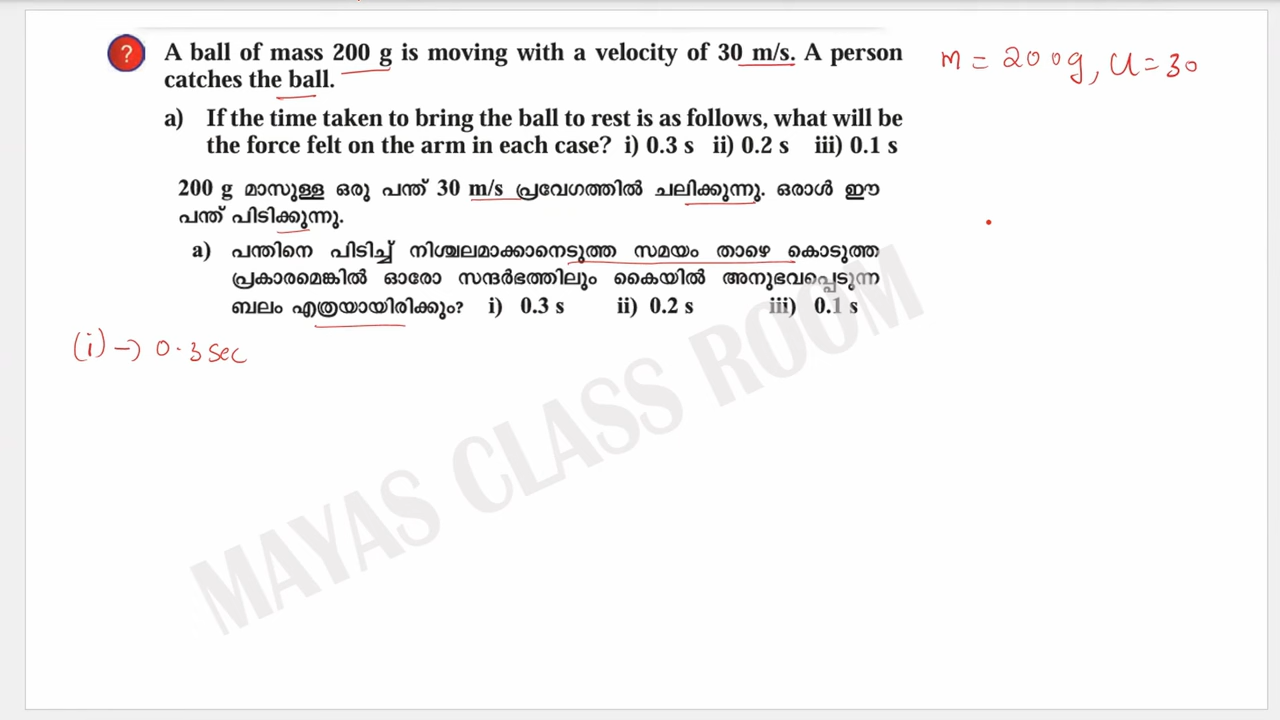 ?
A ball of mass 200 g is moving with a velocity of 30 m/s. A person
catches the ball.
m = 200g, u = 30
a) If the time taken to bring the ball to rest is as follows, what will be
the force felt on the arm in each case? i) 0.3 s ii) 0.2 s iii) 0.1 s
200 g മാസുള്ള ഒരു പന്ത് 30 m/s പ്രവേഗത്തിൽ ചലിക്കുന്നു. ഒരാൾ ഈ
പന്ത് പിടിക്കുന്നു.
a) പന്തിനെ പിടിച്ച് നിശ്ചലമാക്കാനെടുത്ത സമയം താഴെ കൊടുത്ത
പ്രകാരമെങ്കിൽ ഓരോ സന്ദർഭത്തിലും കൈയിൽ അനുഭവപ്പെടുന്ന
ബലം എത്രയായിരിക്കും? i) 0.3 s ii) 0.2 s iii) 0.1 s
(i) → 0.3 sec
MAYAS CLASS ROOM